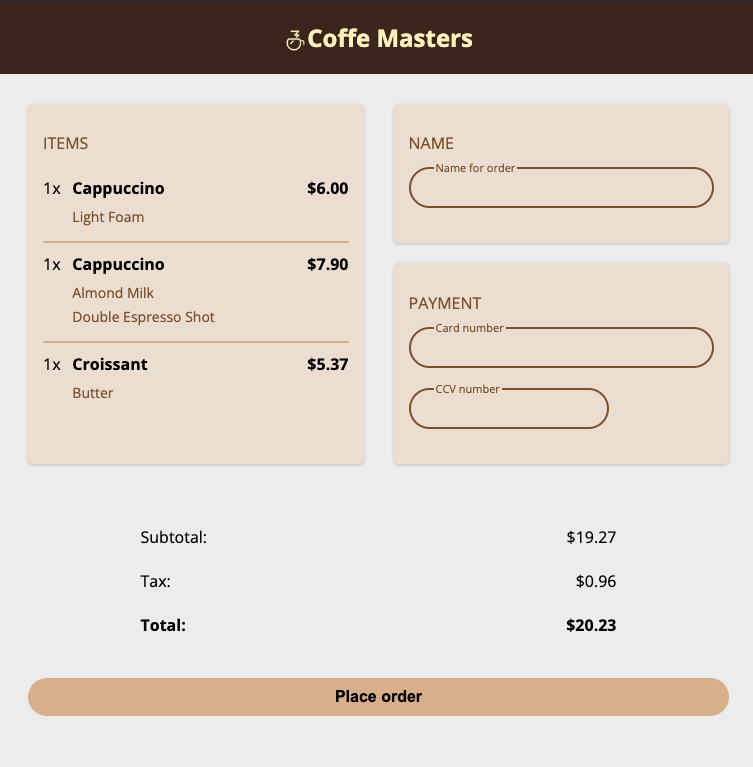 Coffe Masters
ITEMS
1x Cappuccino $6.00
Light Foam
1x Cappuccino $7.90
Almond Milk
Double Espresso Shot
1x Croissant $5.37
Butter
NAME
Name for order
PAYMENT
Card number
CCV number
Subtotal: $19.27
Tax: $0.96
Total: $20.23
Place order